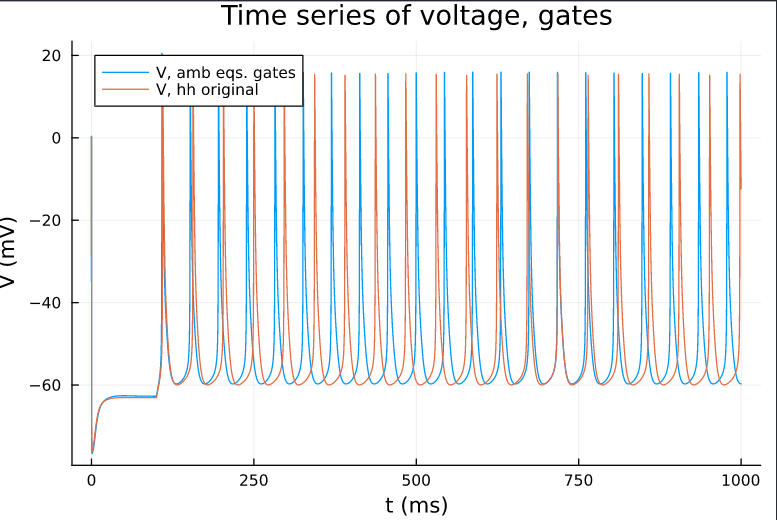 Time series of voltage, gates
V, amb eqs. gates
V, hh original
20
0
−20
−40
−60
V (mV)
0 250 500 750 1000
t (ms)